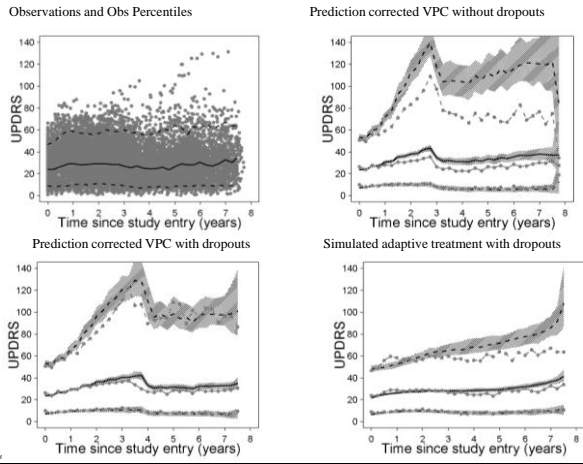 Observations and Obs Percentiles
Prediction corrected VPC without dropouts
140
120
100
80
60
40
20
0
UPDRS
0 1 2 3 4 5 6 7 8
Time since study entry (years)
140
120
100
80
60
40
20
0
UPDRS
0 1 2 3 4 5 6 7 8
Time since study entry (years)
Prediction corrected VPC with dropouts
Simulated adaptive treatment with dropouts
140
120
100
80
60
40
20
0
UPDRS
0 1 2 3 4 5 6 7 8
Time since study entry (years)
140
120
100
80
60
40
20
0
UPDRS
0 1 2 3 4 5 6 7 8
Time since study entry (years)